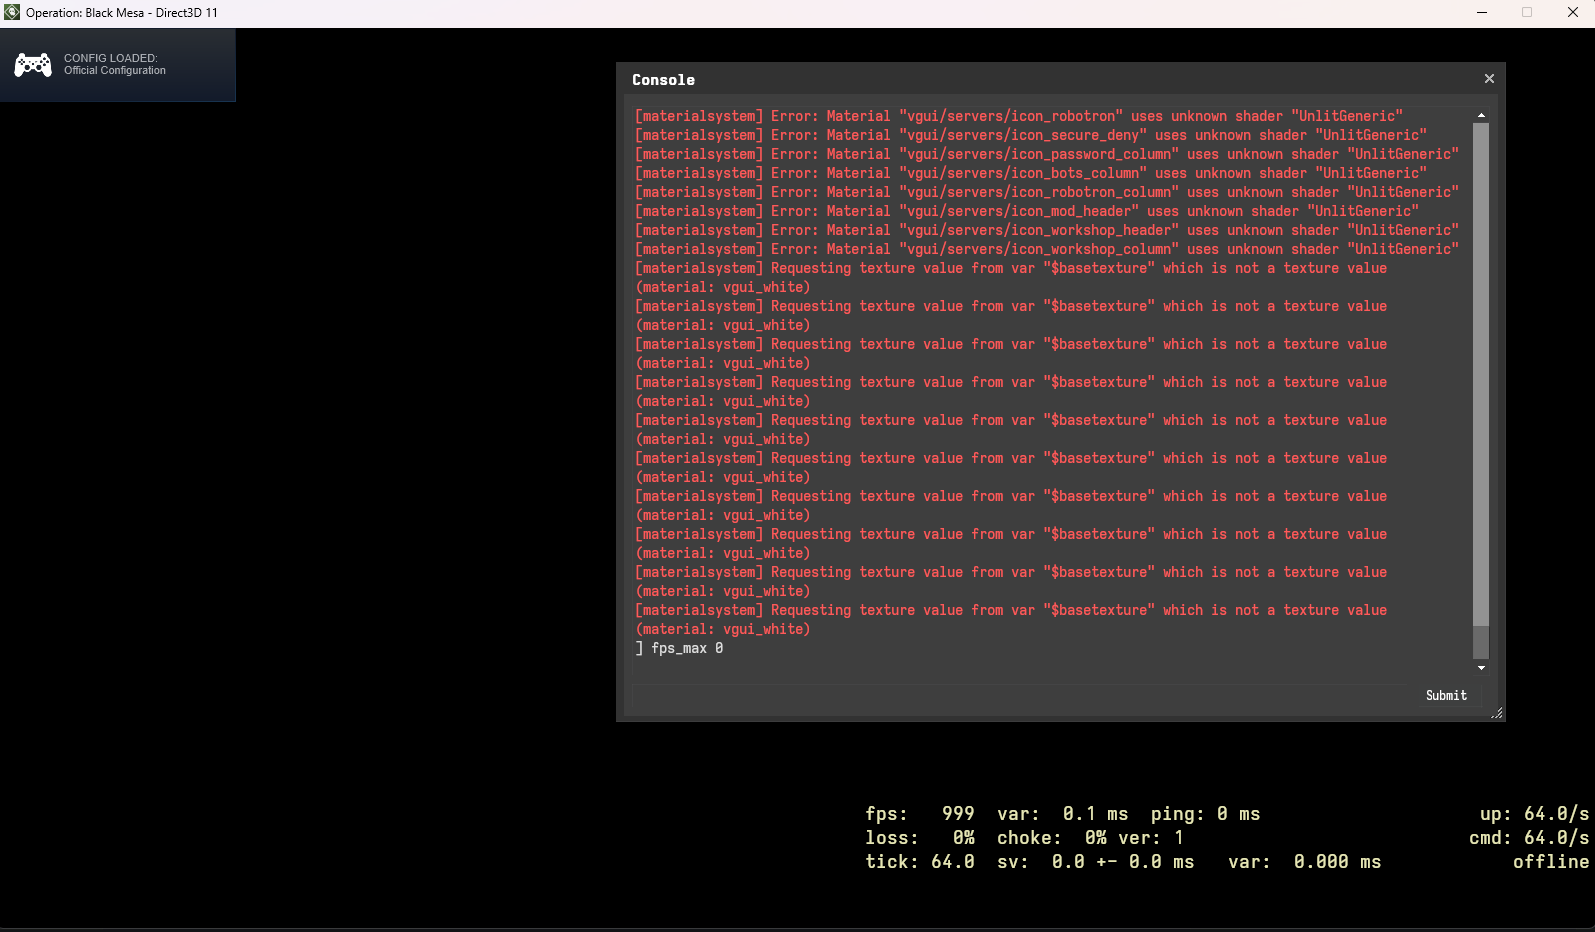 Operation: Black Mesa - Direct3D 11
CONFIG LOADED:
Official Configuration
Console
[materialsystem] Error: Material "vgui/servers/icon_robotron" uses unknown shader "UnlitGeneric"
[materialsystem] Error: Material "vgui/servers/icon_secure_deny" uses unknown shader "UnlitGeneric"
[materialsystem] Error: Material "vgui/servers/icon_password_column" uses unknown shader "UnlitGeneric"
[materialsystem] Error: Material "vgui/servers/icon_bots_column" uses unknown shader "UnlitGeneric"
[materialsystem] Error: Material "vgui/servers/icon_robotron_column" uses unknown shader "UnlitGeneric"
[materialsystem] Error: Material "vgui/servers/icon_mod_header" uses unknown shader "UnlitGeneric"
[materialsystem] Error: Material "vgui/servers/icon_workshop_header" uses unknown shader "UnlitGeneric"
[materialsystem] Error: Material "vgui/servers/icon_workshop_column" uses unknown shader "UnlitGeneric"
[materialsystem] Requesting texture value from var "$basetexture" which is not a texture value
(material: vgui_white)
[materialsystem] Requesting texture value from var "$basetexture" which is not a texture value
(material: vgui_white)
[materialsystem] Requesting texture value from var "$basetexture" which is not a texture value
(material: vgui_white)
[materialsystem] Requesting texture value from var "$basetexture" which is not a texture value
(material: vgui_white)
[materialsystem] Requesting texture value from var "$basetexture" which is not a texture value
(material: vgui_white)
[materialsystem] Requesting texture value from var "$basetexture" which is not a texture value
(material: vgui_white)
[materialsystem] Requesting texture value from var "$basetexture" which is not a texture value
(material: vgui_white)
[materialsystem] Requesting texture value from var "$basetexture" which is not a texture value
(material: vgui_white)
[materialsystem] Requesting texture value from var "$basetexture" which is not a texture value
(material: vgui_white)
[materialsystem] Requesting texture value from var "$basetexture" which is not a texture value
(material: vgui_white)
] fps_max 0
Submit
fps: 999 var: 0.1 ms ping: 0 ms up: 64.0/s
loss: 0% choke: 0% ver: 1 cmd: 64.0/s
tick: 64.0 sv: 0.0 +- 0.0 ms var: 0.000 ms offline